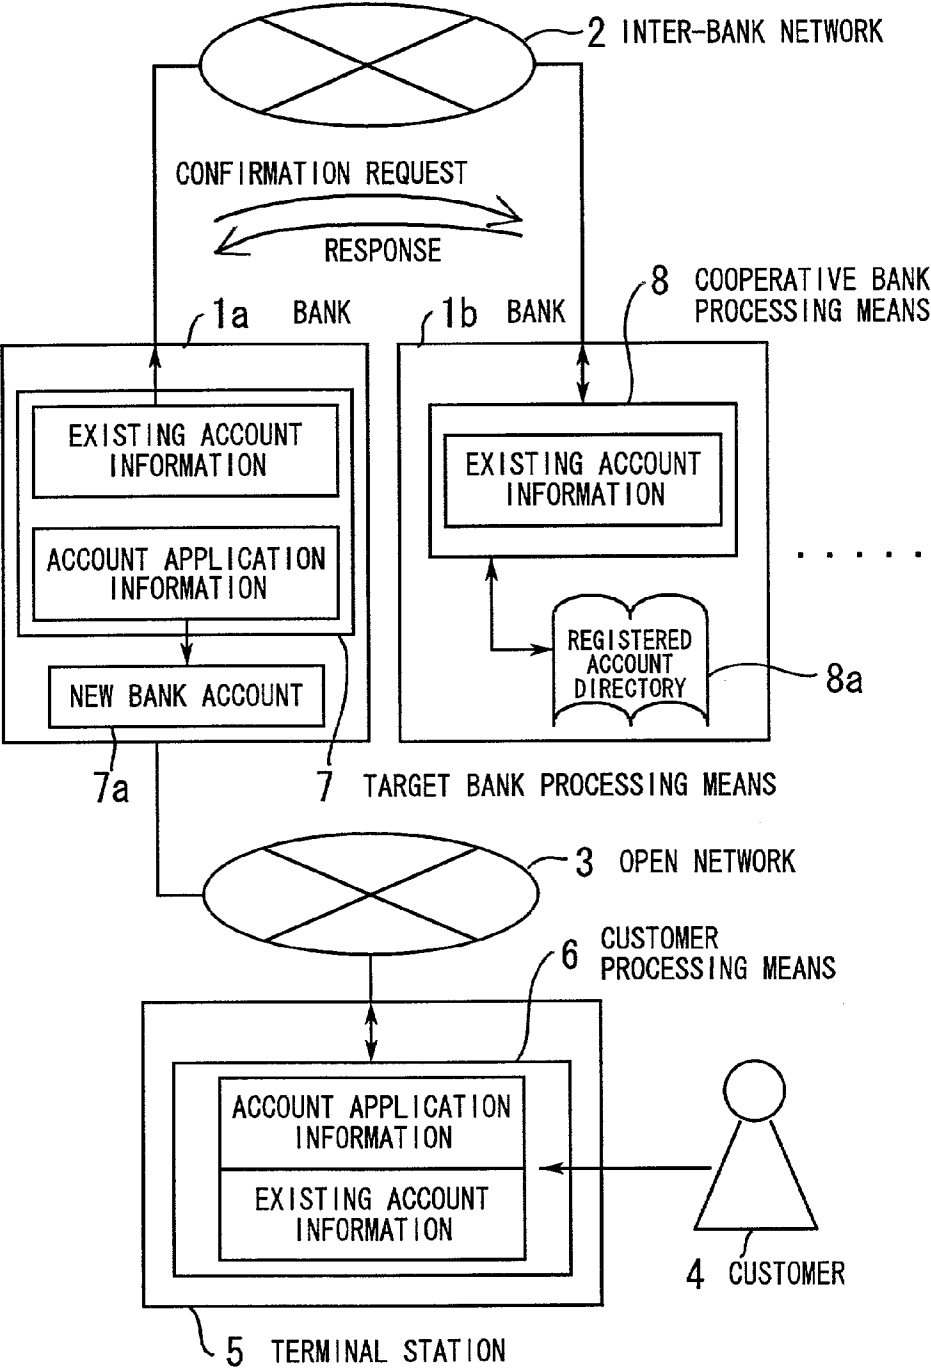 2 INTER-BANK NETWORK
CONFIRMATION REQUEST
RESPONSE
1a BANK
1b BANK
8 COOPERATIVE BANK
PROCESSING MEANS
EXISTING ACCOUNT
INFORMATION
ACCOUNT APPLICATION
INFORMATION
NEW BANK ACCOUNT
EXISTING ACCOUNT
INFORMATION
. . . . .
REGISTERED
ACCOUNT
DIRECTORY
8a
7a
7 TARGET BANK PROCESSING MEANS
3 OPEN NETWORK
6 CUSTOMER
PROCESSING MEANS
ACCOUNT APPLICATION
INFORMATION
EXISTING ACCOUNT
INFORMATION
4 CUSTOMER
5 TERMINAL STATION